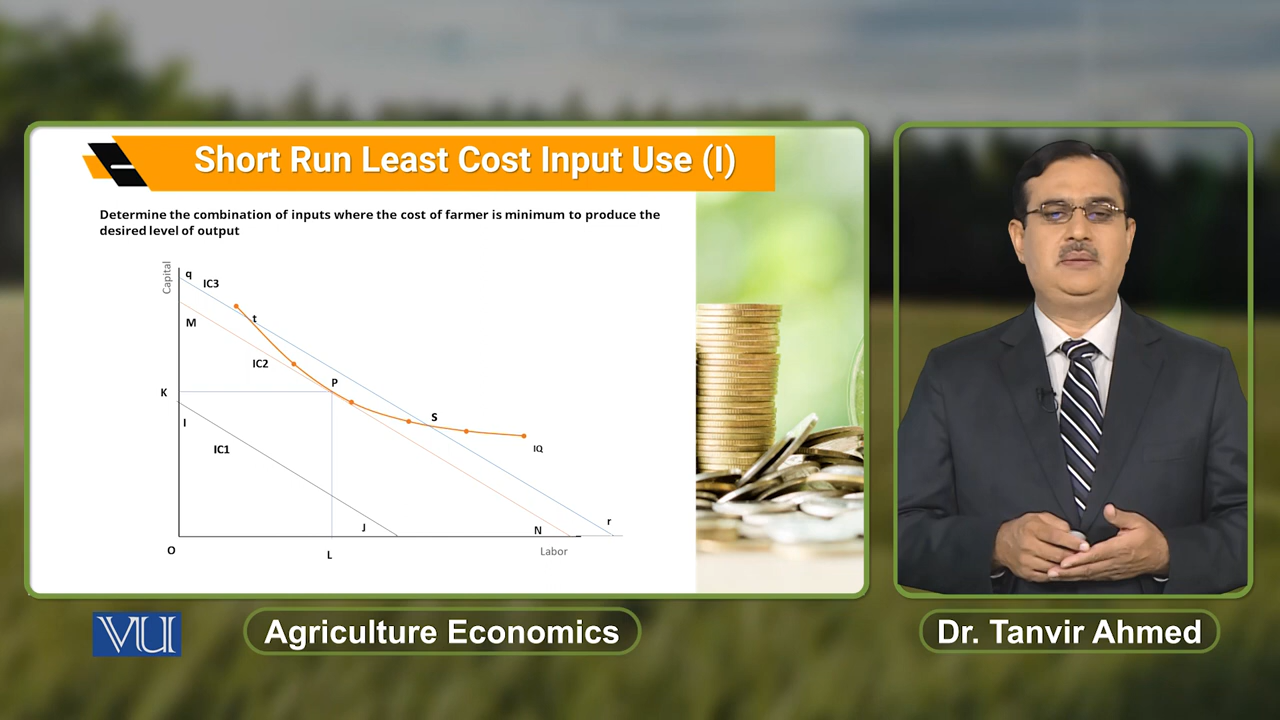 Short Run Least Cost Input Use (I)
Determine the combination of inputs where the cost of farmer is minimum to produce the
desired level of output
Capital
q
IC3
t
M
IC2
P
K
I
S
IC1
IQ
r
J
N
O
L
Labor
VU
Agriculture Economics
Dr. Tanvir Ahmed